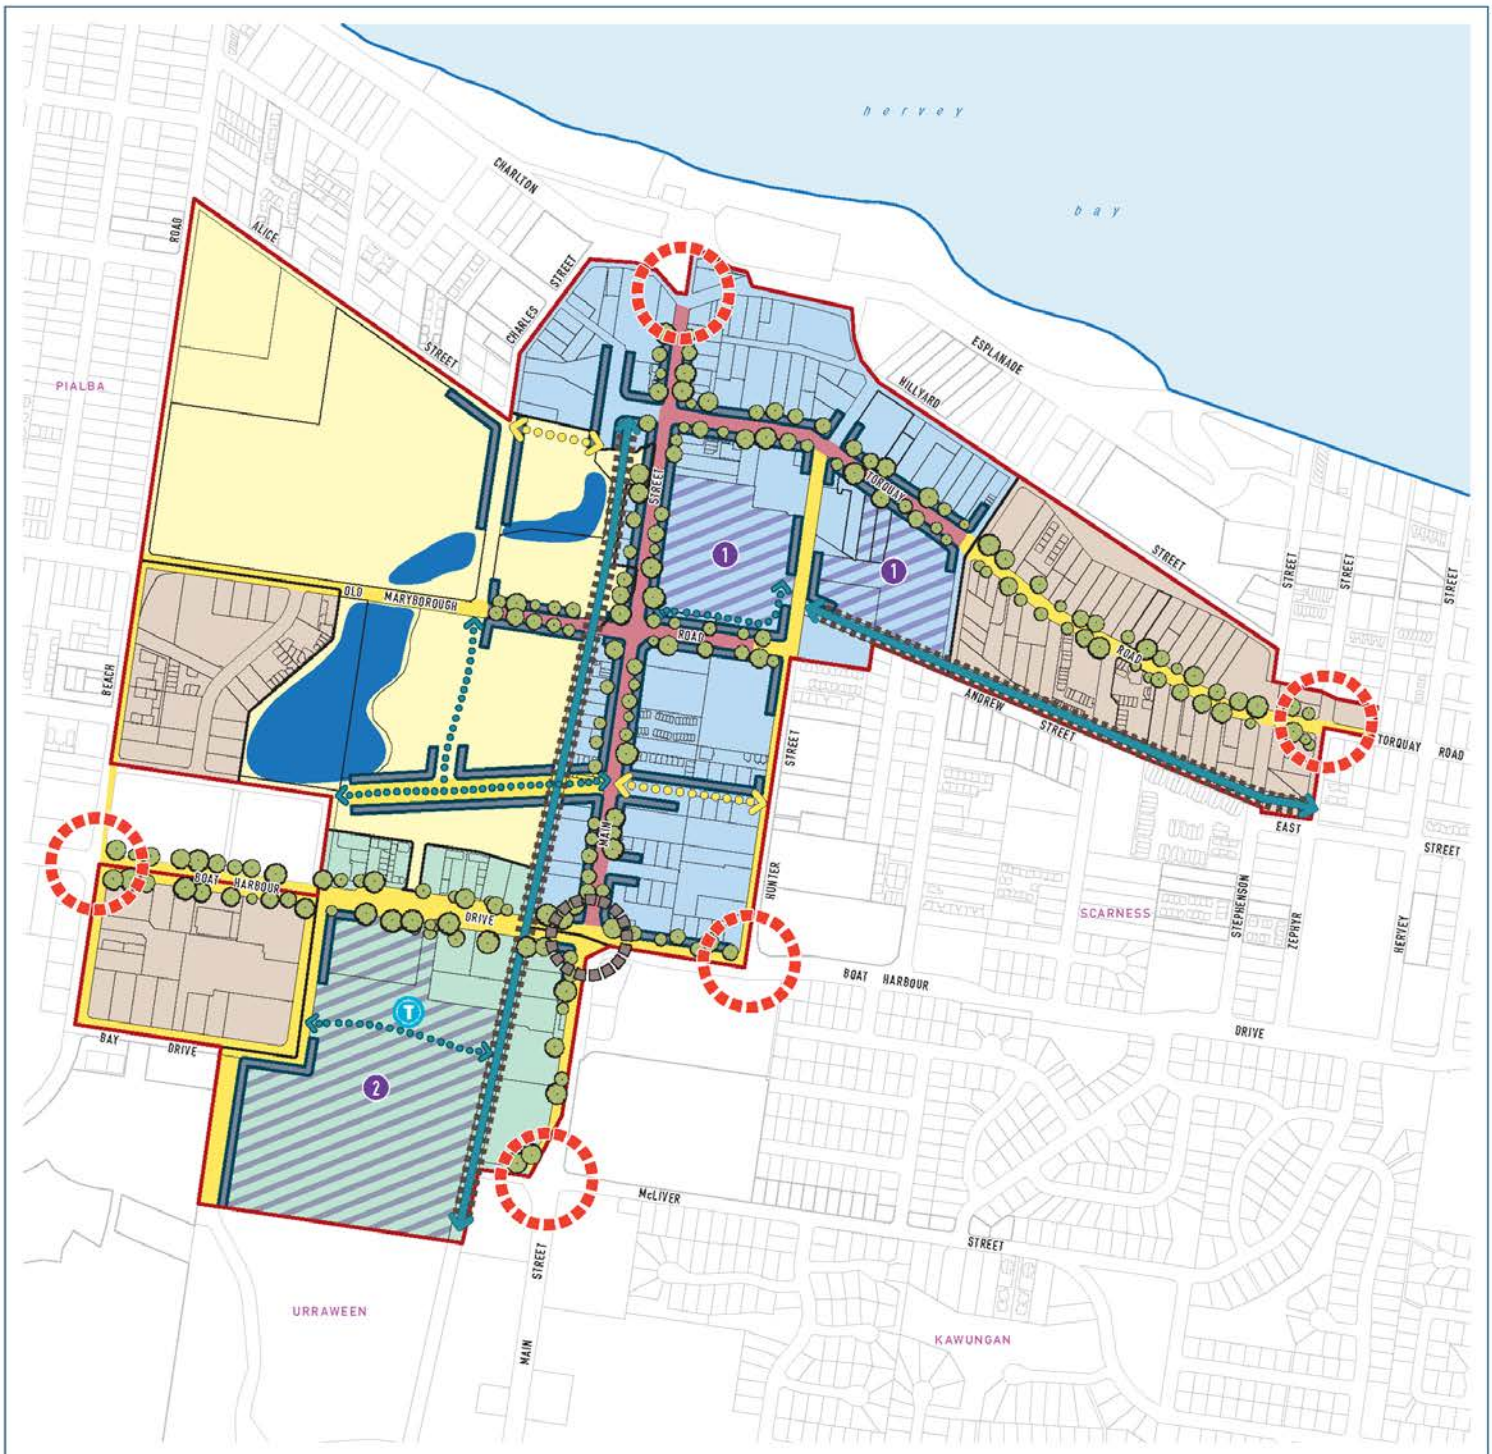 hervey
bay
CHARLTON
ROAD
ALICE
STREET
CHARLES
STREET
ESPLANADE
HILLYARD
PIALBA
STREET
TORQUAY
1
1
STREET
STREET
STREET
STREET
OLD MARYBOROUGH
ROAD
ROAD
BEACH
ANDREW
STREET
STREET
TORQUAY ROAD
MAIN
EAST
STREET
BOAT HARBOUR
DRIVE
HUNTER
SCARNESS
STEPHENSON
ZEPHYR
HERVEY
BOAT HARBOUR
DRIVE
T
BAY
DRIVE
2
McLIVER
STREET
STREET
URRAWEEN
MAIN
KAWUNGAN